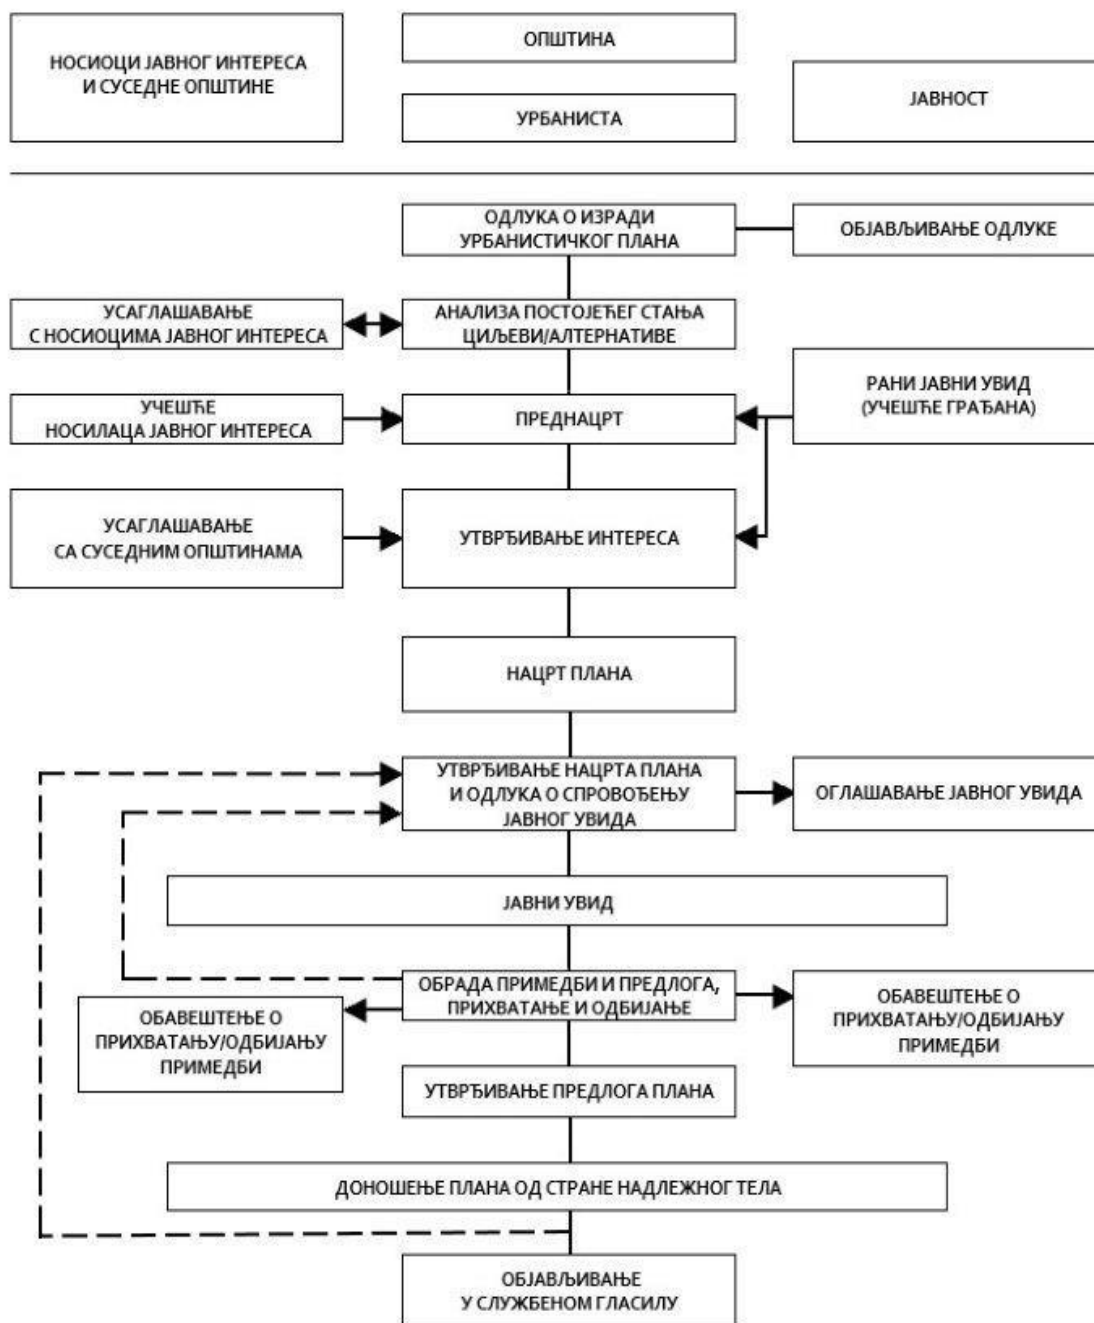 НОСИОЦИ ЈАВНОГ ИНТЕРЕСА
И СУСЕДНЕ ОПШТИНЕ
ОПШТИНА
УРБАНИСТА
ЈАВНОСТ
ОДЛУКА О ИЗРАДИ
УРБАНИСТИЧКОГ ПЛАНА
ОБЈАВЉИВАЊЕ ОДЛУКЕ
УСАГЛАШАВАЊЕ
С НОСИОЦИМА ЈАВНОГ ИНТЕРЕСА
АНАЛИЗА ПОСТОЈЕЋЕГ СТАЊА
ЦИЉЕВИ/АЛТЕРНАТИВЕ
УЧЕШЋЕ
НОСИЛАЦА ЈАВНОГ ИНТЕРЕСА
ПРЕДНАЦРТ
РАНИ ЈАВНИ УВИД
(УЧЕШЋЕ ГРАЂАНА)
УСАГЛАШАВАЊЕ
СА СУСЕДНИМ ОПШТИНАМА
УТВРЂИВАЊЕ ИНТЕРЕСА
НАЦРТ ПЛАНА
УТВРЂИВАЊЕ НАЦРТА ПЛАНА
И ОДЛУКА О СПРОВОЂЕЊУ
ЈАВНОГ УВИДА
ОГЛАШАВАЊЕ ЈАВНОГ УВИДА
ЈАВНИ УВИД
ОБРАДА ПРИМЕДБИ И ПРЕДЛОГА,
ПРИХВАТАЊЕ И ОДБИЈАЊЕ
ОБАВЕШТЕЊЕ О
ПРИХВАТАЊУ/ОДБИЈАЊУ
ПРИМЕДБИ
ОБАВЕШТЕЊЕ О
ПРИХВАТАЊУ/ОДБИЈАЊУ
ПРИМЕДБИ
УТВРЂИВАЊЕ ПРЕДЛОГА ПЛАНА
ДОНОШЕЊЕ ПЛАНА ОД СТРАНЕ НАДЛЕЖНОГ ТЕЛА
ОБЈАВЉИВАЊЕ
У СЛУЖБЕНОМ ГЛАСИЛУ